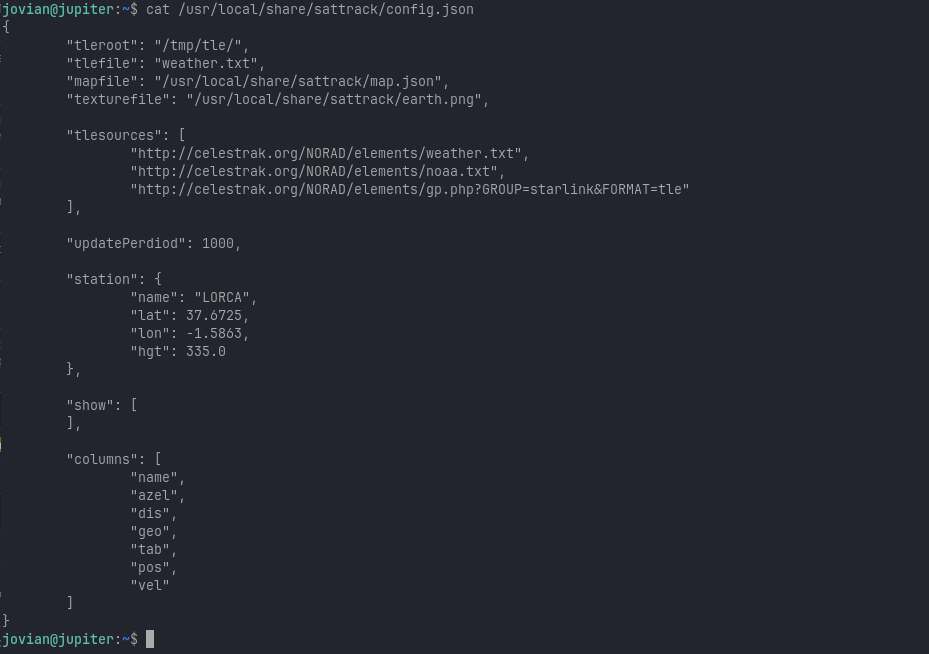 jovian@jupiter:~$ cat /usr/local/share/sattrack/config.json
{
"tleroot": "/tmp/tle/",
"tlefile": "weather.txt",
"mapfile": "/usr/local/share/sattrack/map.json",
"texturefile": "/usr/local/share/sattrack/earth.png",
"tlesources": [
"http://celestrak.org/NORAD/elements/weather.txt",
"http://celestrak.org/NORAD/elements/noaa.txt",
"http://celestrak.org/NORAD/elements/gp.php?GROUP=starlink&FORMAT=tle"
],
"updatePerdiod": 1000,
"station": {
"name": "LORCA",
"lat": 37.6725,
"lon": -1.5863,
"hgt": 335.0
},
"show": [
],
"columns": [
"name",
"azel",
"dis",
"geo",
"tab",
"pos",
"vel"
]
}
jovian@jupiter:~$